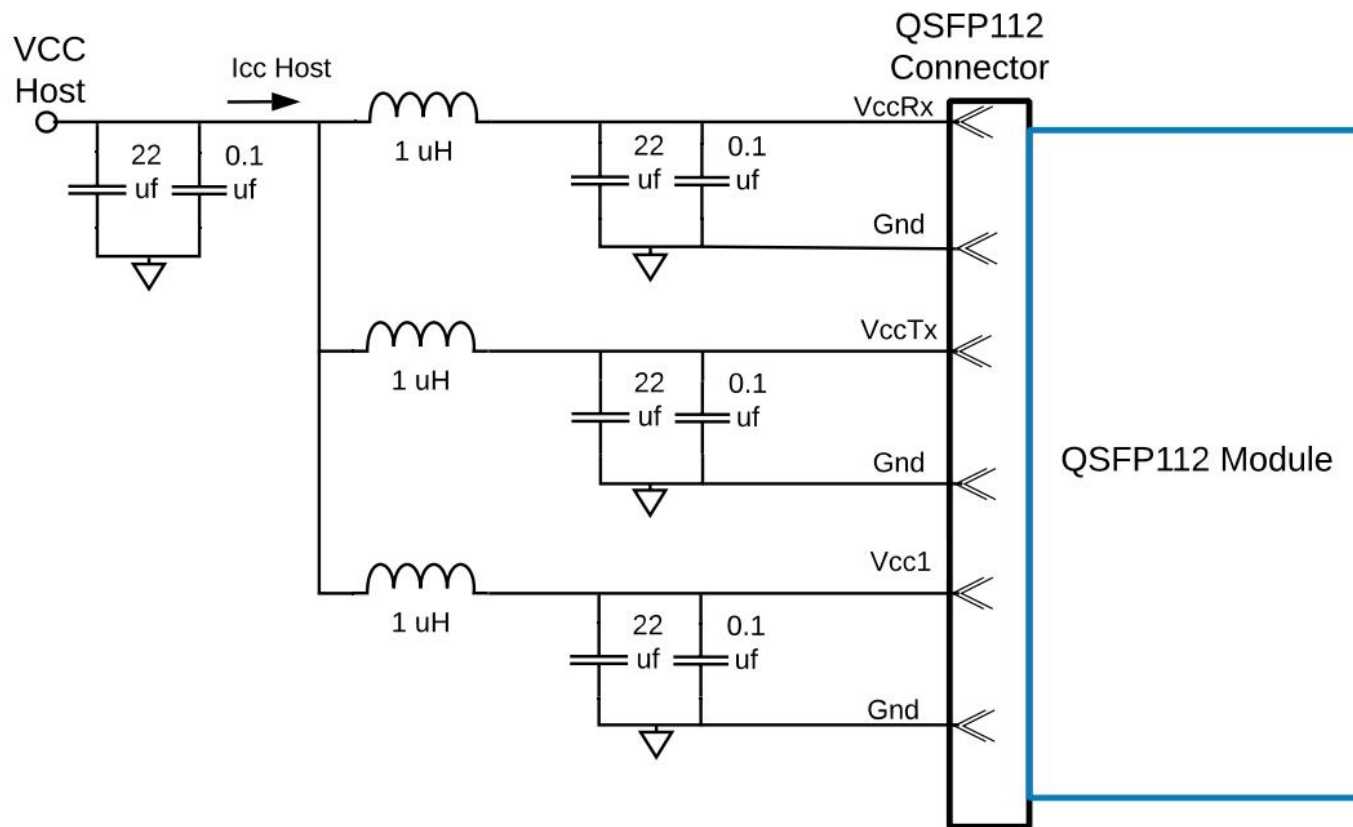 QSFP112
Connector
VCC
Host
Icc Host
VccRx
22
uf
0.1
uf
1 uH
22
uf
0.1
uf
Gnd
VccTx
1 uH
22
uf
0.1
uf
Gnd
QSFP112 Module
Vcc1
1 uH
22
uf
0.1
uf
Gnd